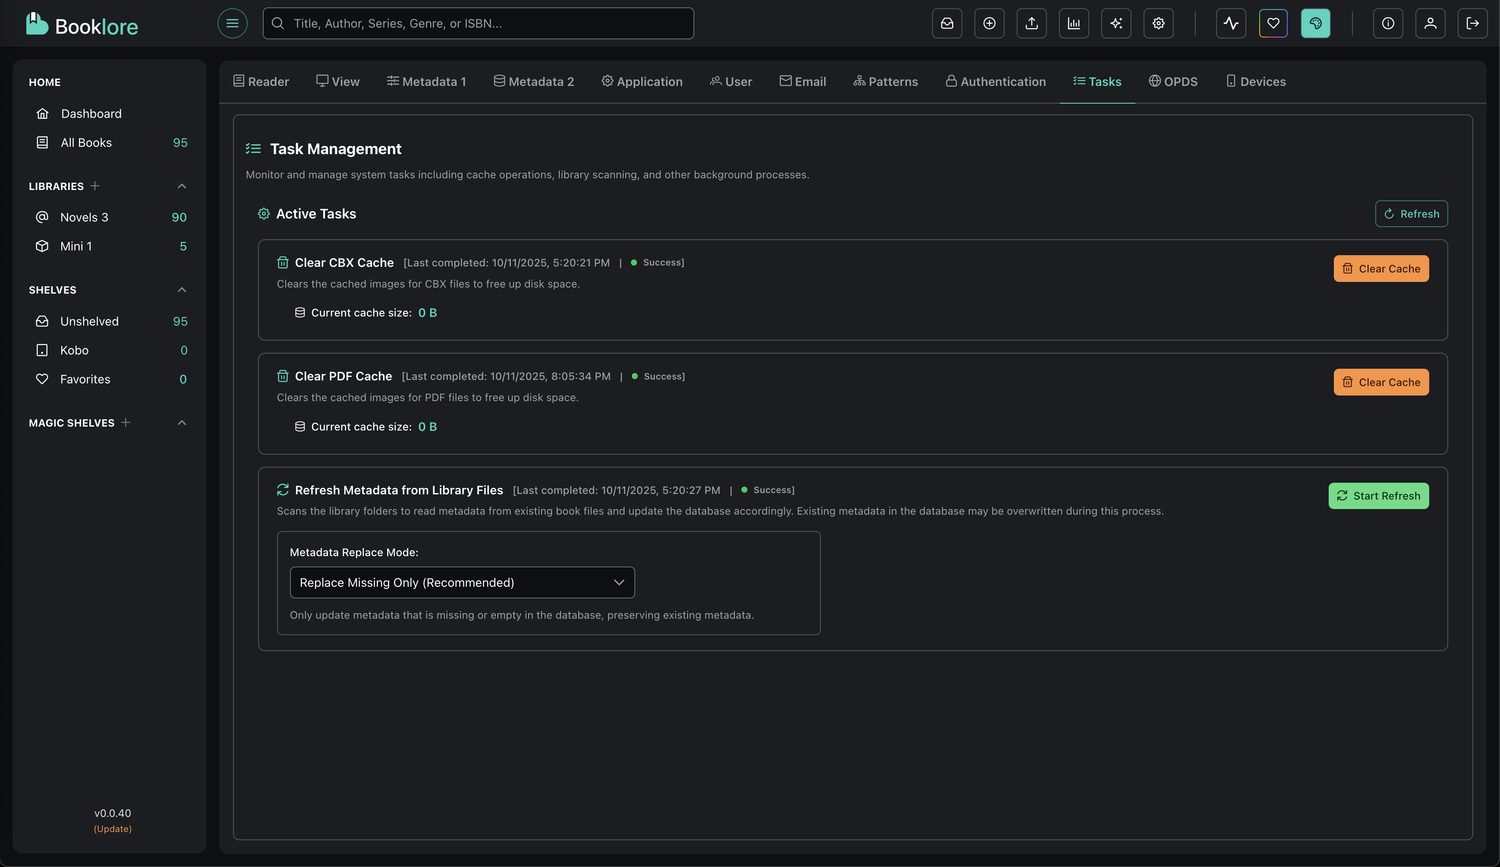 Booklore
Title, Author, Series, Genre, or ISBN...
HOME
Dashboard
All Books 95
LIBRARIES
Novels 3 90
Mini 1 5
SHELVES
Unshelved 95
Kobo 0
Favorites 0
MAGIC SHELVES
v0.0.40
(Update)
Reader View Metadata 1 Metadata 2 Application User Email Patterns Authentication Tasks OPDS Devices
Task Management
Monitor and manage system tasks including cache operations, library scanning, and other background processes.
Active Tasks
Refresh
Clear CBX Cache [Last completed: 10/11/2025, 5:20:21 PM | Success]
Clear Cache
Clears the cached images for CBX files to free up disk space.
Current cache size: 0 B
Clear PDF Cache [Last completed: 10/11/2025, 8:05:34 PM | Success]
Clear Cache
Clears the cached images for PDF files to free up disk space.
Current cache size: 0 B
Refresh Metadata from Library Files [Last completed: 10/11/2025, 5:20:27 PM | Success]
Start Refresh
Scans the library folders to read metadata from existing book files and update the database accordingly. Existing metadata in the database may be overwritten during this process.
Metadata Replace Mode:
Replace Missing Only (Recommended)
Only update metadata that is missing or empty in the database, preserving existing metadata.